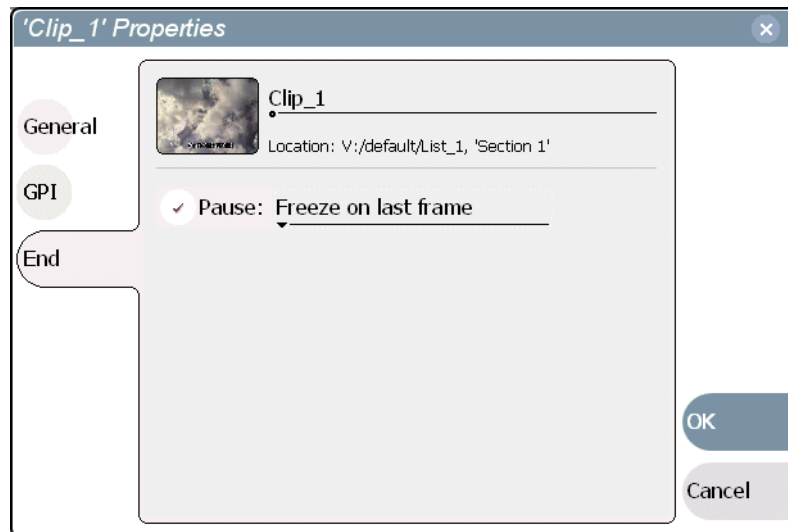 'Clip_1' Properties
General
GPI
End
Clip_1
Location: V:/default/List_1, 'Section 1'
Pause: Freeze on last frame
OK
Cancel